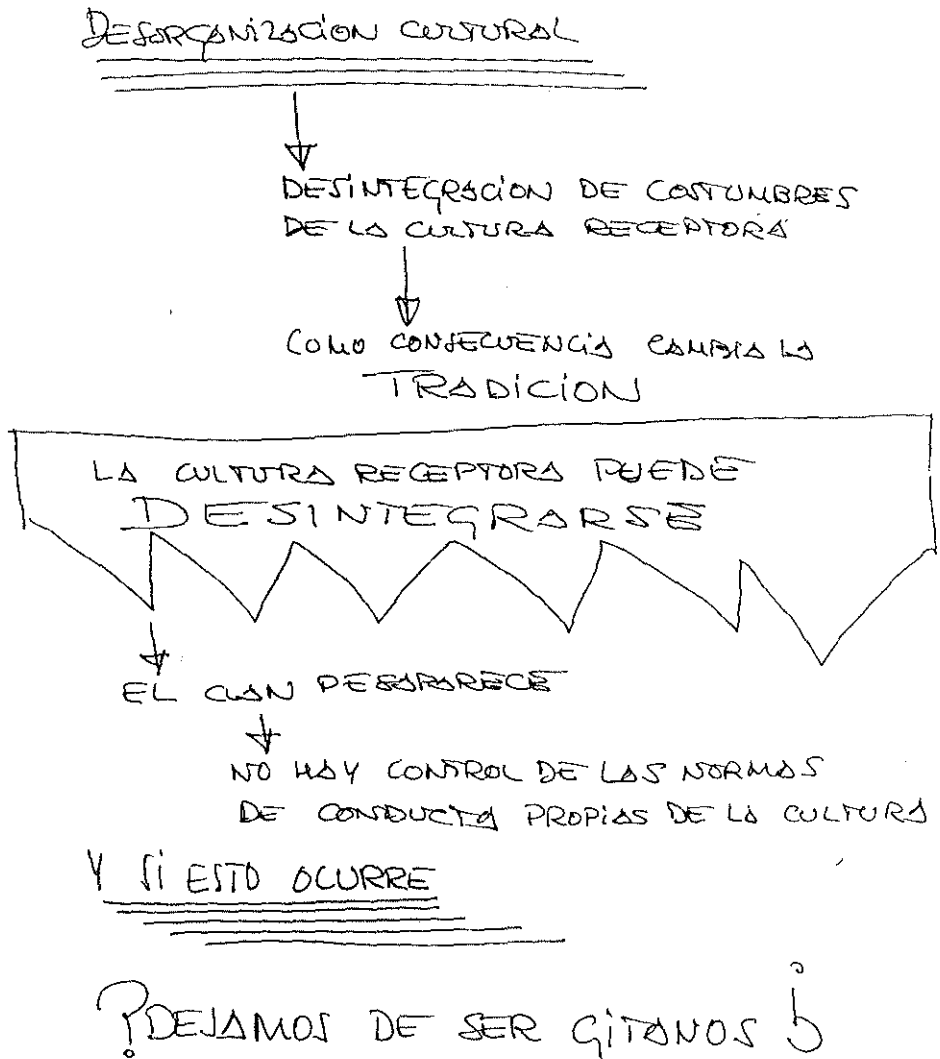 DESORGANIZACION CULTURAL
DESINTEGRACION DE COSTUMBRES
DE LA CULTURA RECEPTORA
COMO CONSECUENCIA CAMBIA LA
TRADICION
LA CULTURA RECEPTORA PUEDE
DESINTEGRARSE
EL CLAN DESAPARECE
NO HAY CONTROL DE LAS NORMAS
DE CONDUCTA PROPIAS DE LA CULTURA
Y SI ESTO OCURRE
?DEJAMOS DE SER GITANOS ¿